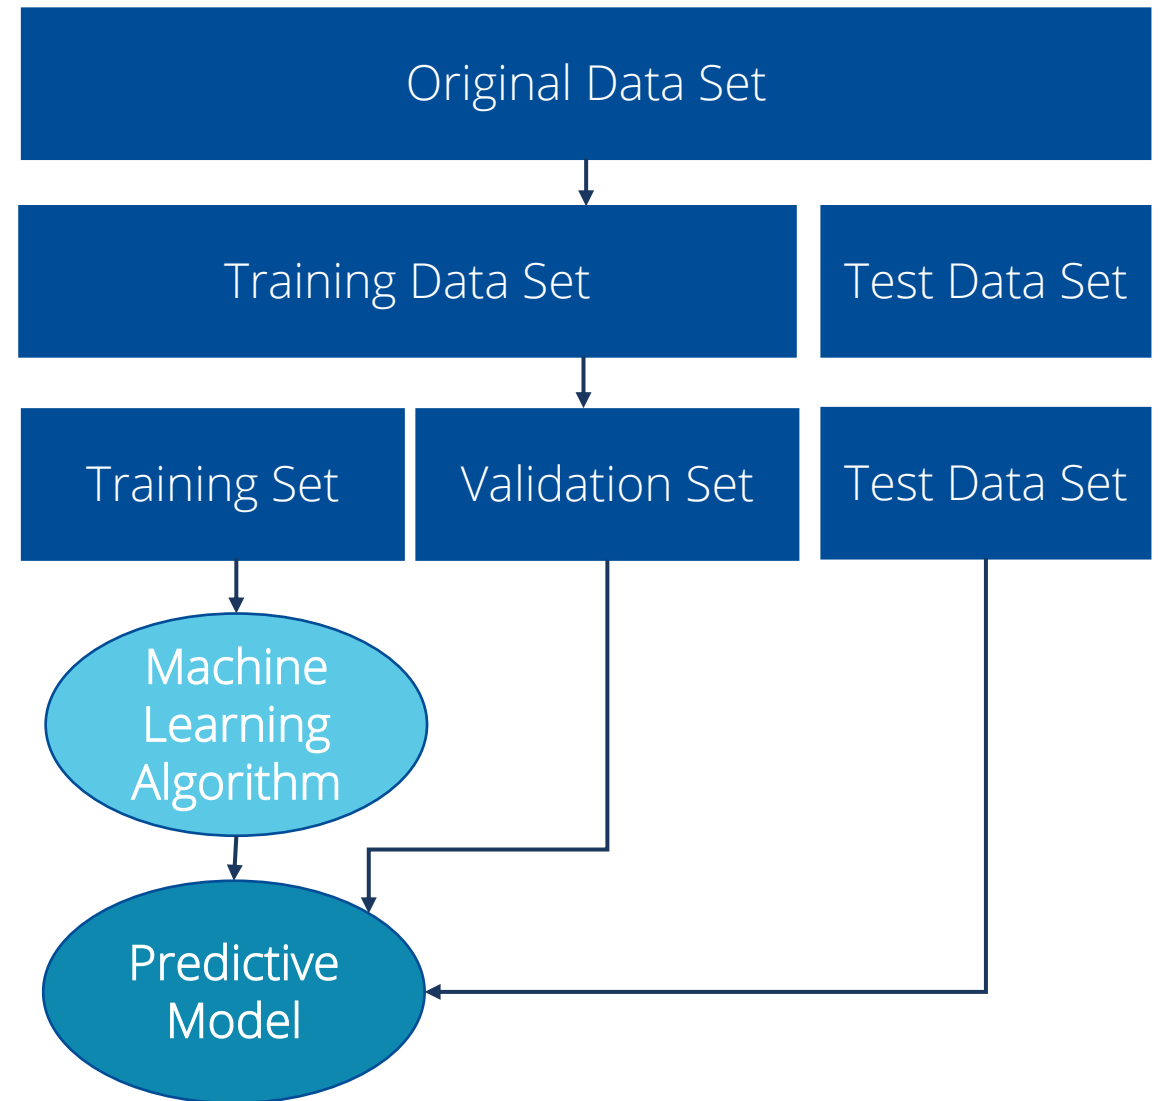 Original Data Set
Training Data Set
Test Data Set
Training Set
Validation Set
Test Data Set
Machine
Learning
Algorithm
Predictive
Model